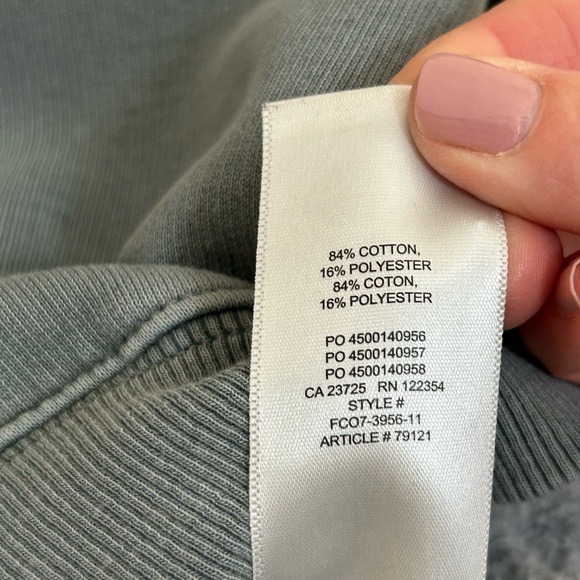 84% COTTON,
16% POLYESTER
84% COTON,
16% POLYESTER
PO 4500140956
PO 4500140957
PO 4500140958
CA 23725 RN 122354
STYLE #
FCO7-3956-11
ARTICLE # 79121